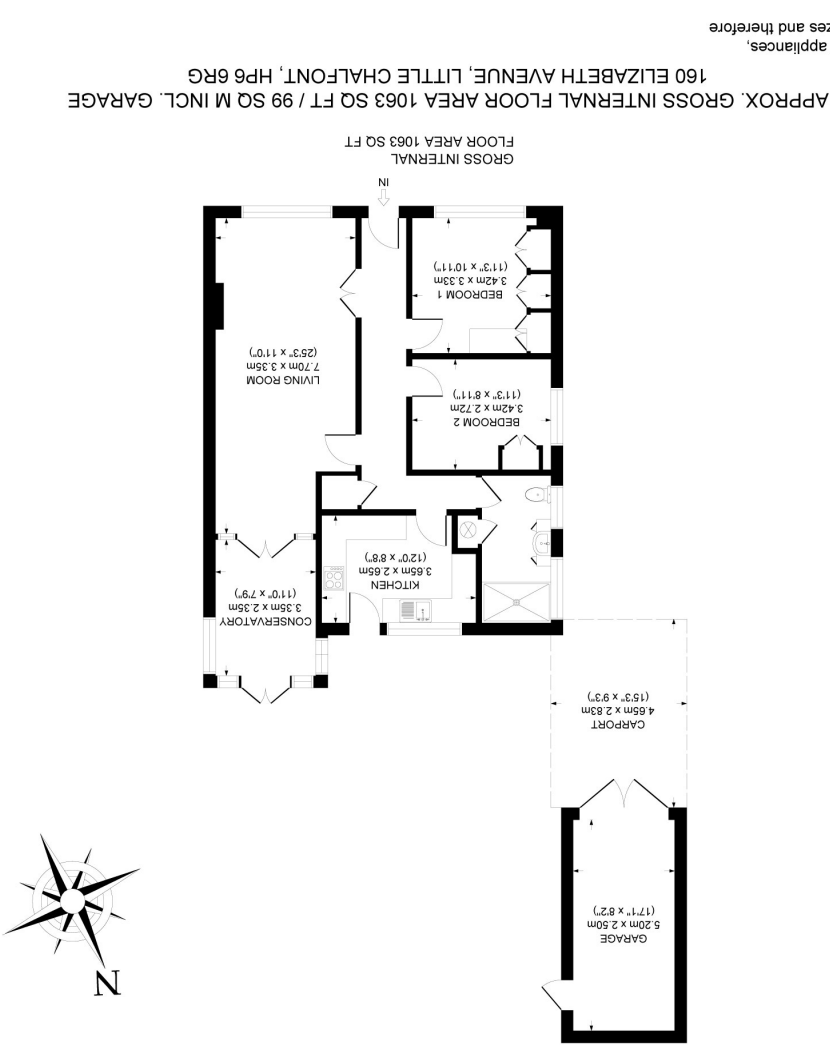 N
GARAGE
5.20m x 2.50m
(17'1" x 8'2")
CARPORT
4.65m x 2.83m
(15'3" x 9'3")
CONSERVATORY
3.35m x 2.35m
(11'0" x 7'9")
KITCHEN
3.65m x 2.65m
(12'0" x 8'8")
BEDROOM 2
3.42m x 2.72m
(11'3" x 8'11")
LIVING ROOM
7.70m x 3.35m
(25'3" x 11'0")
BEDROOM 1
3.42m x 3.33m
(11'3" x 10'11")
IN
GROSS INTERNAL
FLOOR AREA 1063 SQ FT
APPROX. GROSS INTERNAL FLOOR AREA 1063 SQ FT / 99 SQ M INCL. GARAGE
160 ELIZABETH AVENUE, LITTLE CHALFONT, HP6 6RG
appliances,
zes and therefore